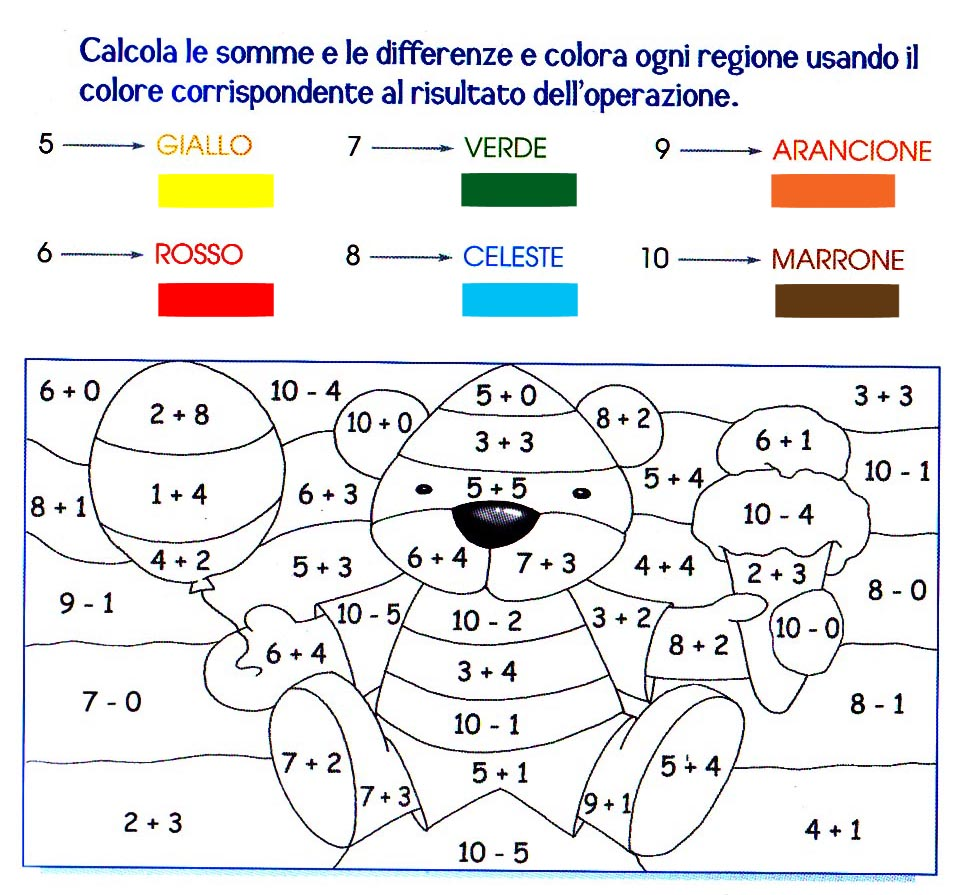 Calcola le somme e le differenze e colora ogni regione usando il
colore corrispondente al risultato dell'operazione.
5 → GIALLO 7 → VERDE 9 → ARANCIONE
6 → ROSSO 8 → CELESTE 10 → MARRONE
6 + 0
10 - 4
5 + 0
3 + 3
2 + 8
10 + 0
8 + 2
3 + 3
6 + 1
10 - 1
8 + 1
1 + 4
6 + 3
5 + 5
5 + 4
10 - 4
4 + 2
5 + 3
6 + 4
7 + 3
4 + 4
2 + 3
8 - 0
9 - 1
10 - 5
10 - 2
3 + 2
10 - 0
6 + 4
8 + 2
3 + 4
7 - 0
8 - 1
10 - 1
7 + 2
5 + 1
5 + 4
7 + 3
9 + 1
2 + 3
4 + 1
10 - 5